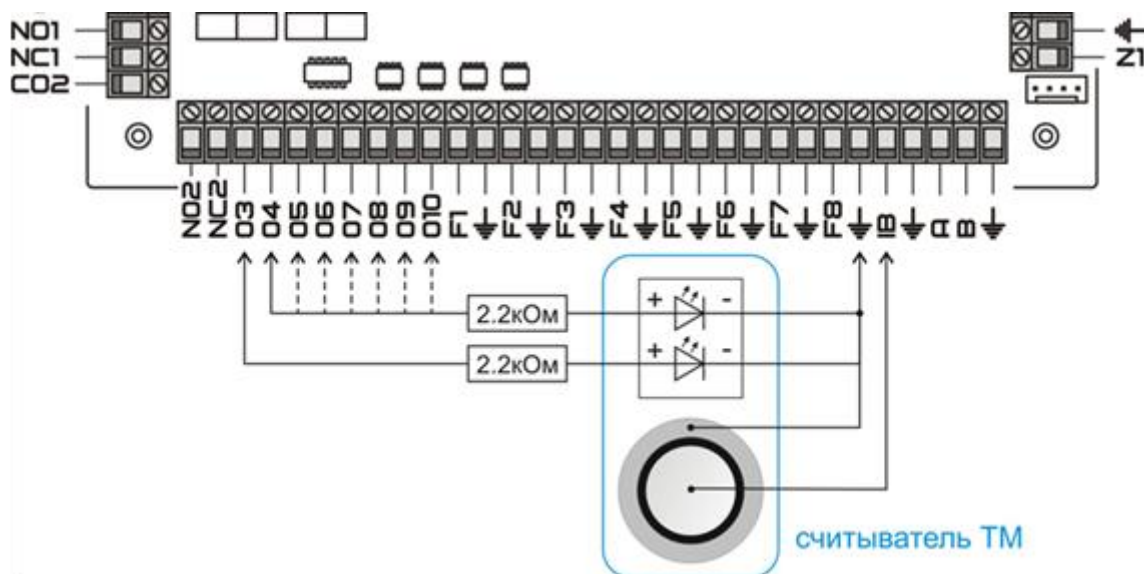 NO1
NC1
CO2
Z1
NO2 NC2 O3 O4 O5 O6 O7 O8 O9 O10 F1 F2 F3 F4 F5 F6 F7 F8 IB A B
2.2кОм + -
2.2кОм + -
считыватель ТМ